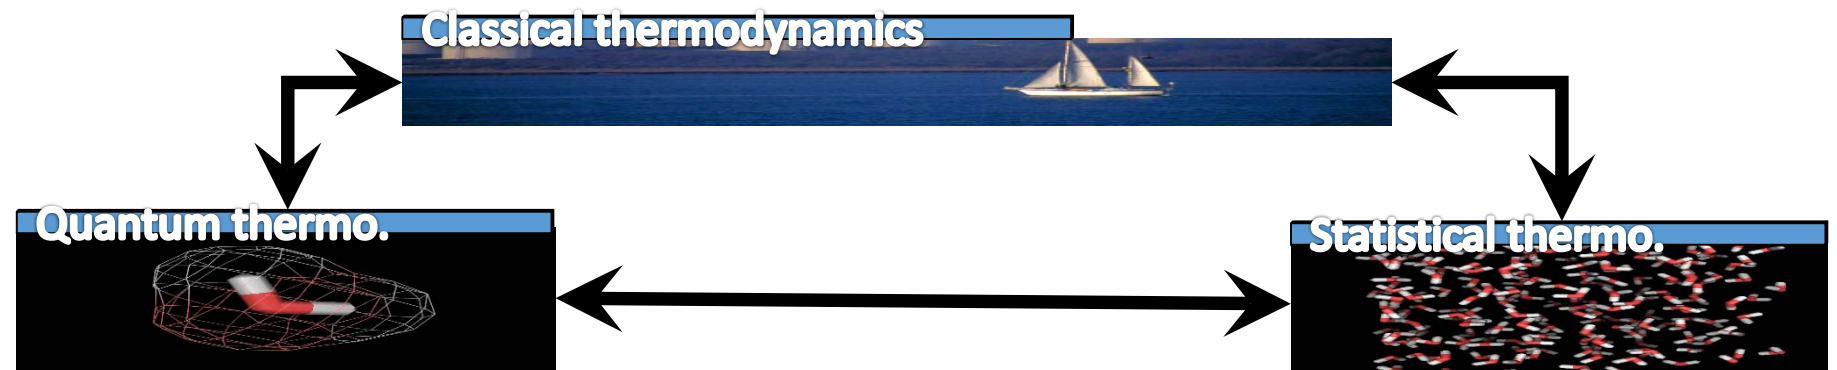 Classical thermodynamics
Quantum thermo.
Statistical thermo.